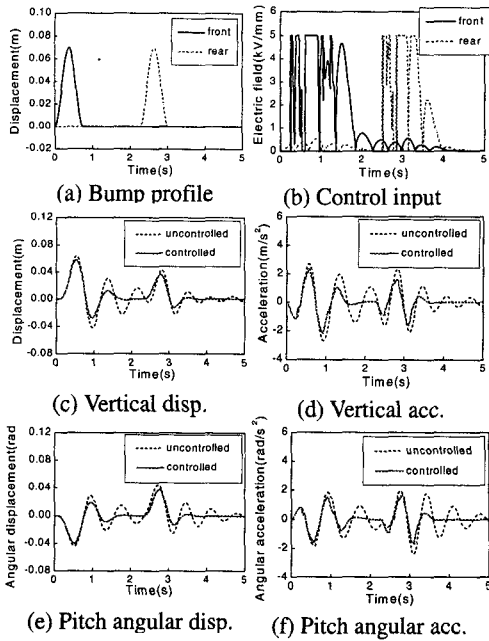 Displacement(m)
0.10
0.08
0.06
0.04
0.02
0.00
-0.02
front
rear
0 1 2 3 4 5
Time(s)
(a) Bump profile
Electric field(kV/mm)
6
5
4
3
2
1
0
front
rear
0 1 2 3 4 5
Time(s)
(b) Control input
Displacement(m)
0.12
0.08
0.04
0.00
-0.04
-0.08
uncontrolled
controlled
0 1 2 3 4 5
Time(s)
(c) Vertical disp.
Acceleration(m/s²)
6
4
2
0
-2
-4
uncontrolled
controlled
0 1 2 3 4 5
Time(s)
(d) Vertical acc.
Angular displacement(rad
0.12
0.08
0.04
0.00
-0.04
-0.08
uncontrolled
controlled
0 1 2 3 4 5
Time(s)
(e) Pitch angular disp.
Angular acceleration(rad/s²)
6
4
2
0
-2
-4
uncontrolled
controlled
0 1 2 3 4 5
Time(s)
(f) Pitch angular acc.